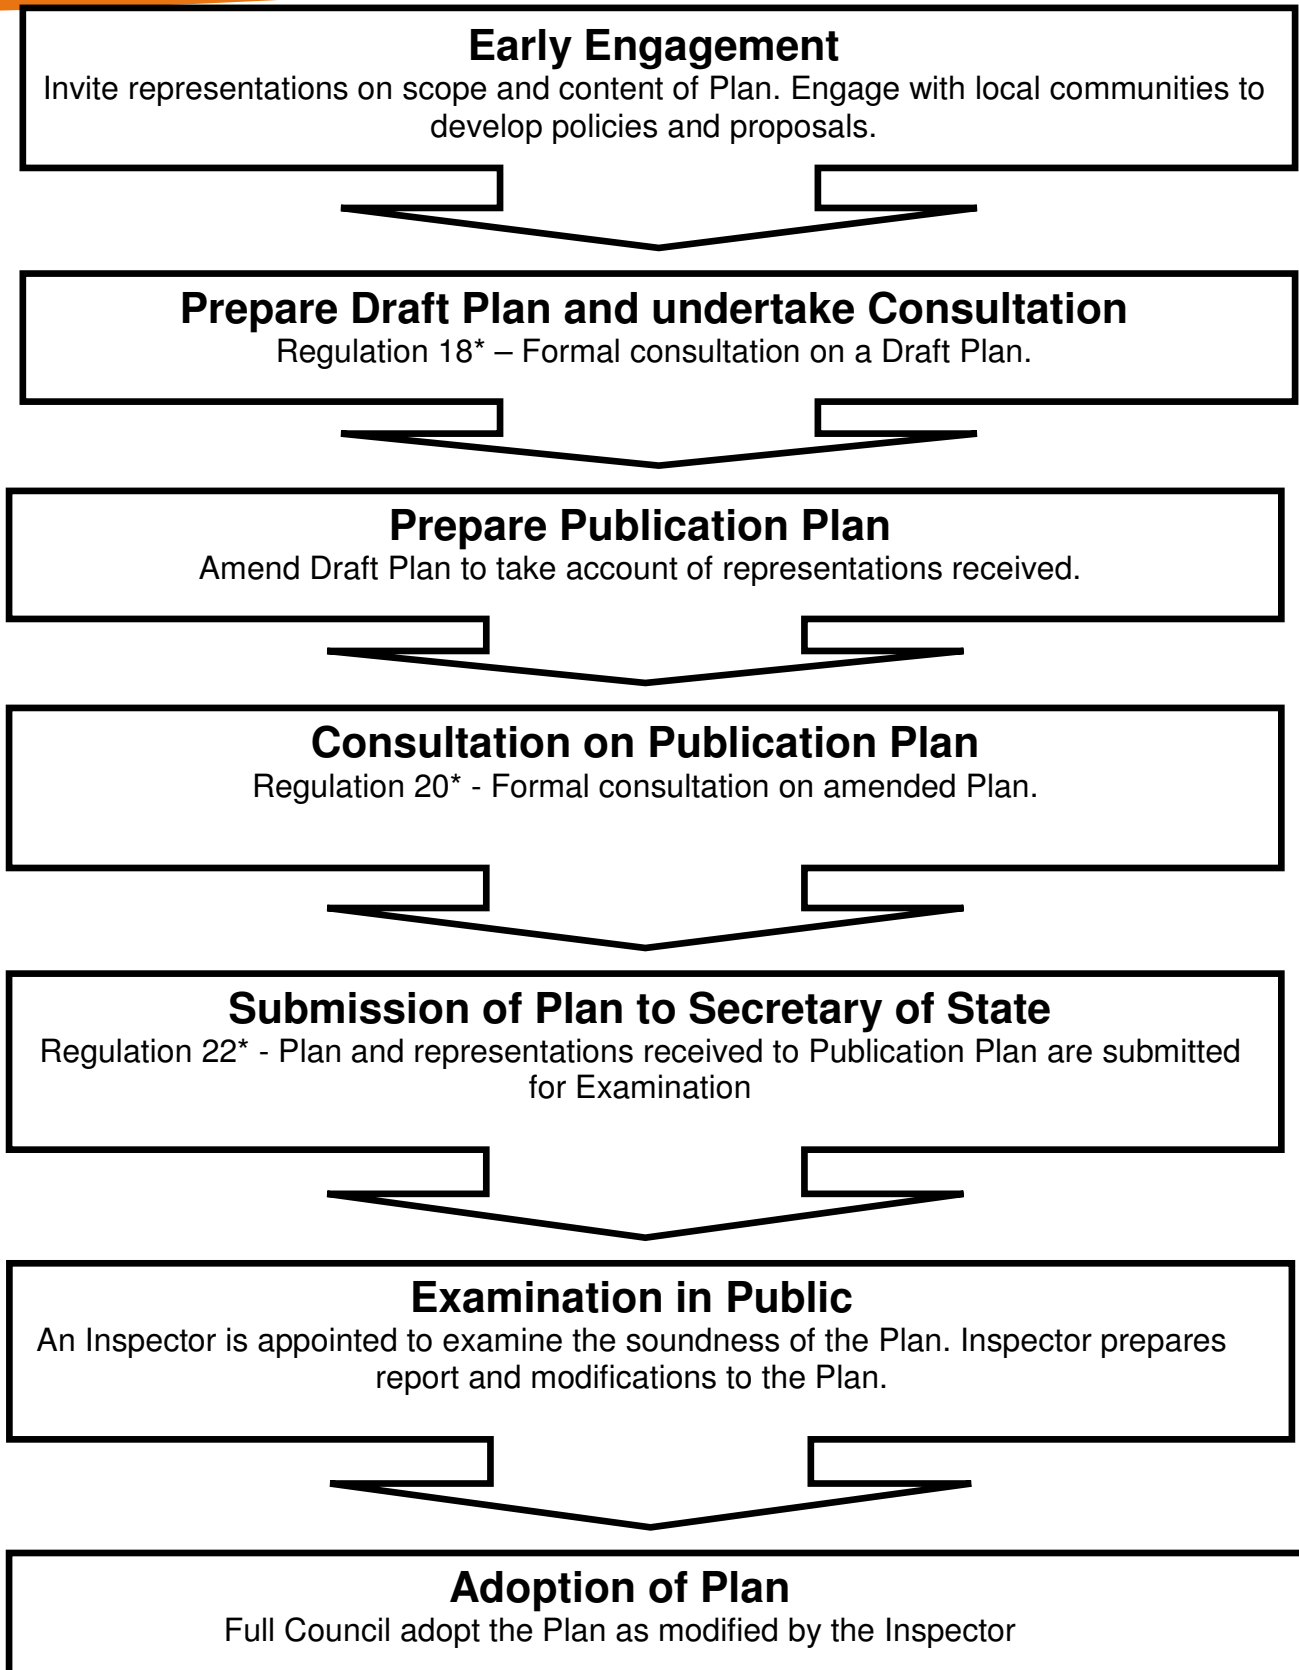 Early Engagement
Invite representations on scope and content of Plan. Engage with local communities to
develop policies and proposals.
Prepare Draft Plan and undertake Consultation
Regulation 18* – Formal consultation on a Draft Plan.
Prepare Publication Plan
Amend Draft Plan to take account of representations received.
Consultation on Publication Plan
Regulation 20* - Formal consultation on amended Plan.
Submission of Plan to Secretary of State
Regulation 22* - Plan and representations received to Publication Plan are submitted
for Examination
Examination in Public
An Inspector is appointed to examine the soundness of the Plan. Inspector prepares
report and modifications to the Plan.
Adoption of Plan
Full Council adopt the Plan as modified by the Inspector